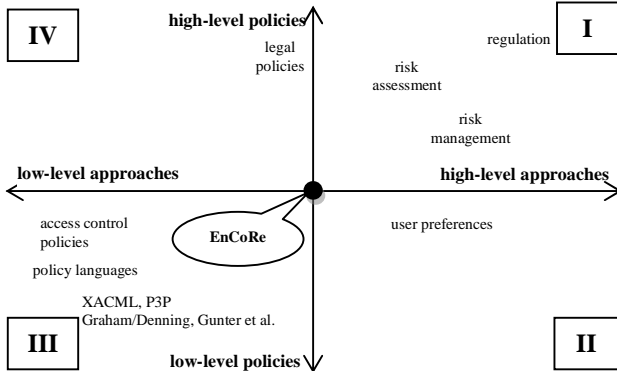 IV
high-level policies
I
legal
policies
regulation
risk
assessment
risk
management
low-level approaches
high-level approaches
access control
policies
EnCoRe
user preferences
policy languages
XACML, P3P
Graham/Denning, Gunter et al.
III
II
low-level policies